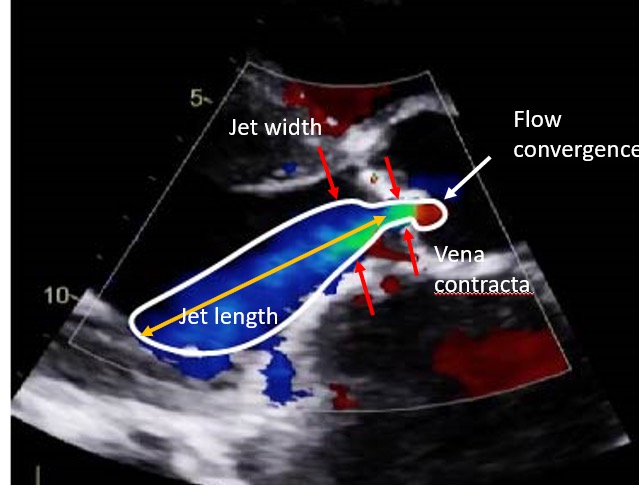 5
Jet width
Flow
convergence
Vena
contracta
10
Jet length